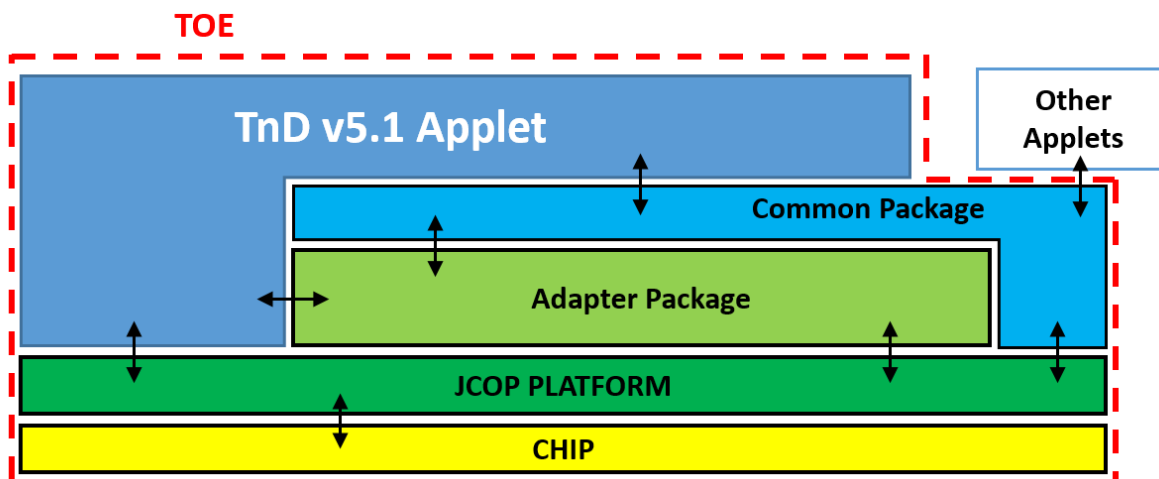 TOE
TnD v5.1 Applet
Other
Applets
Common Package
Adapter Package
JCOP PLATFORM
CHIP